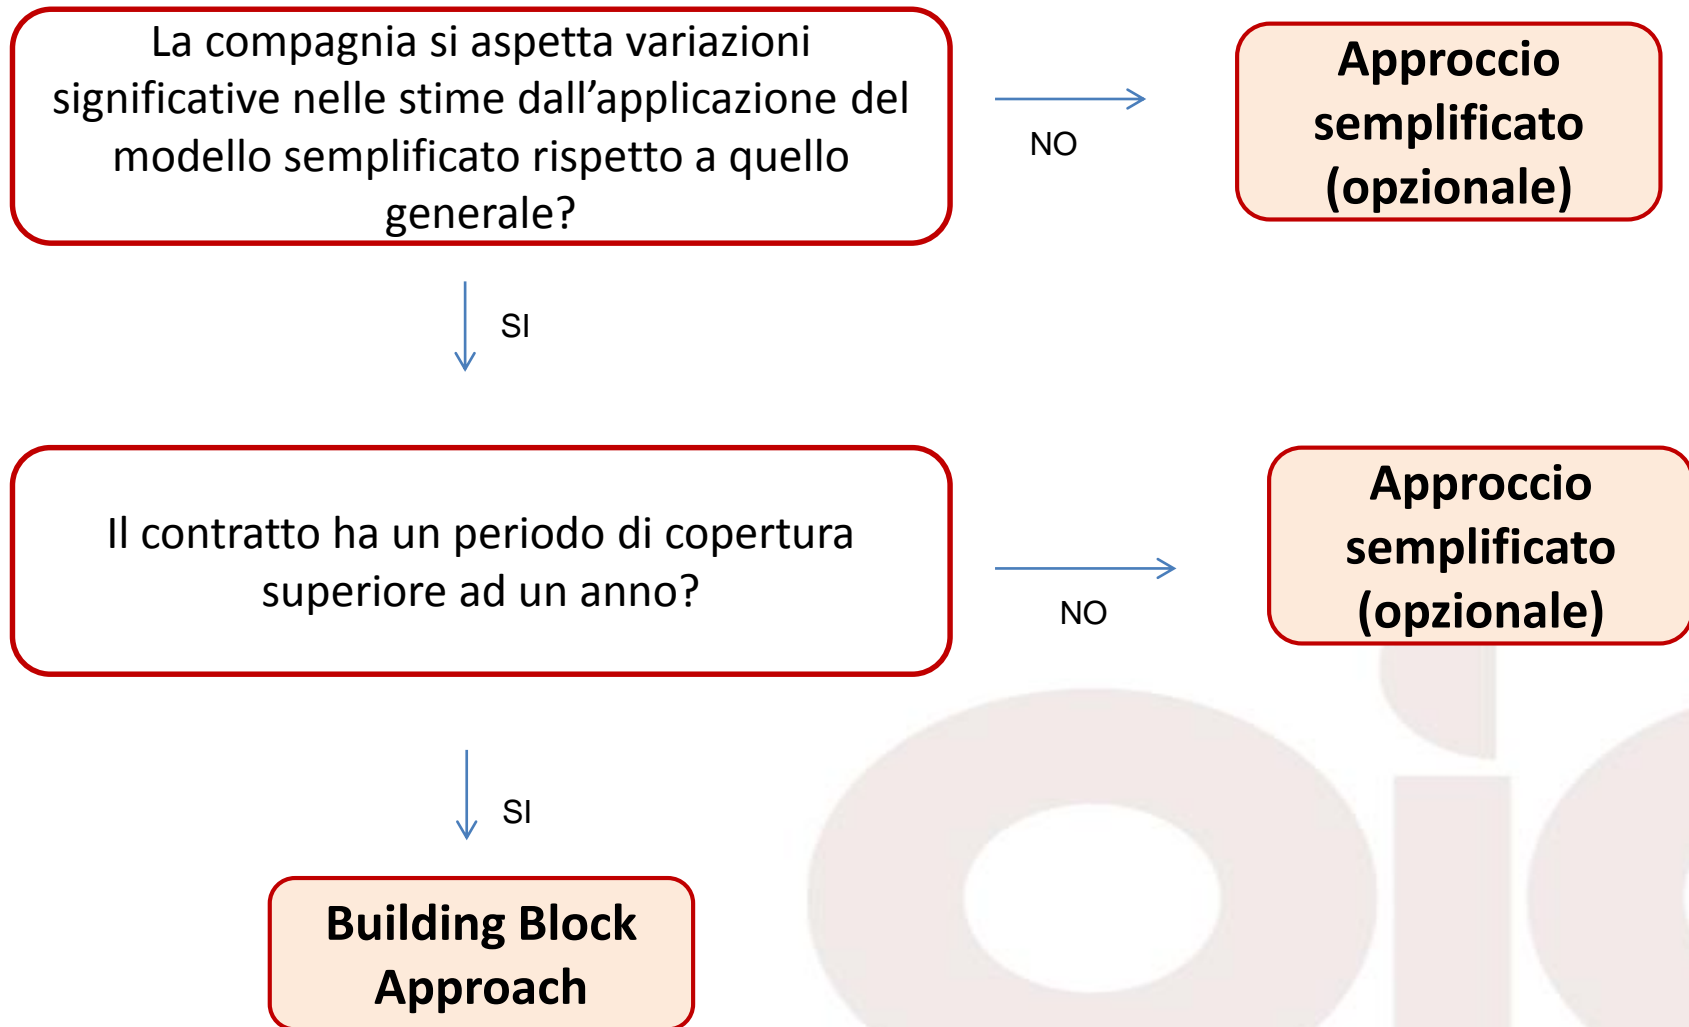 La compagnia si aspetta variazioni
significative nelle stime dall’applicazione del
modello semplificato rispetto a quello
generale?
NO
Approccio
semplificato
(opzionale)
SI
Il contratto ha un periodo di copertura
superiore ad un anno?
NO
Approccio
semplificato
(opzionale)
SI
Building Block
Approach
oi